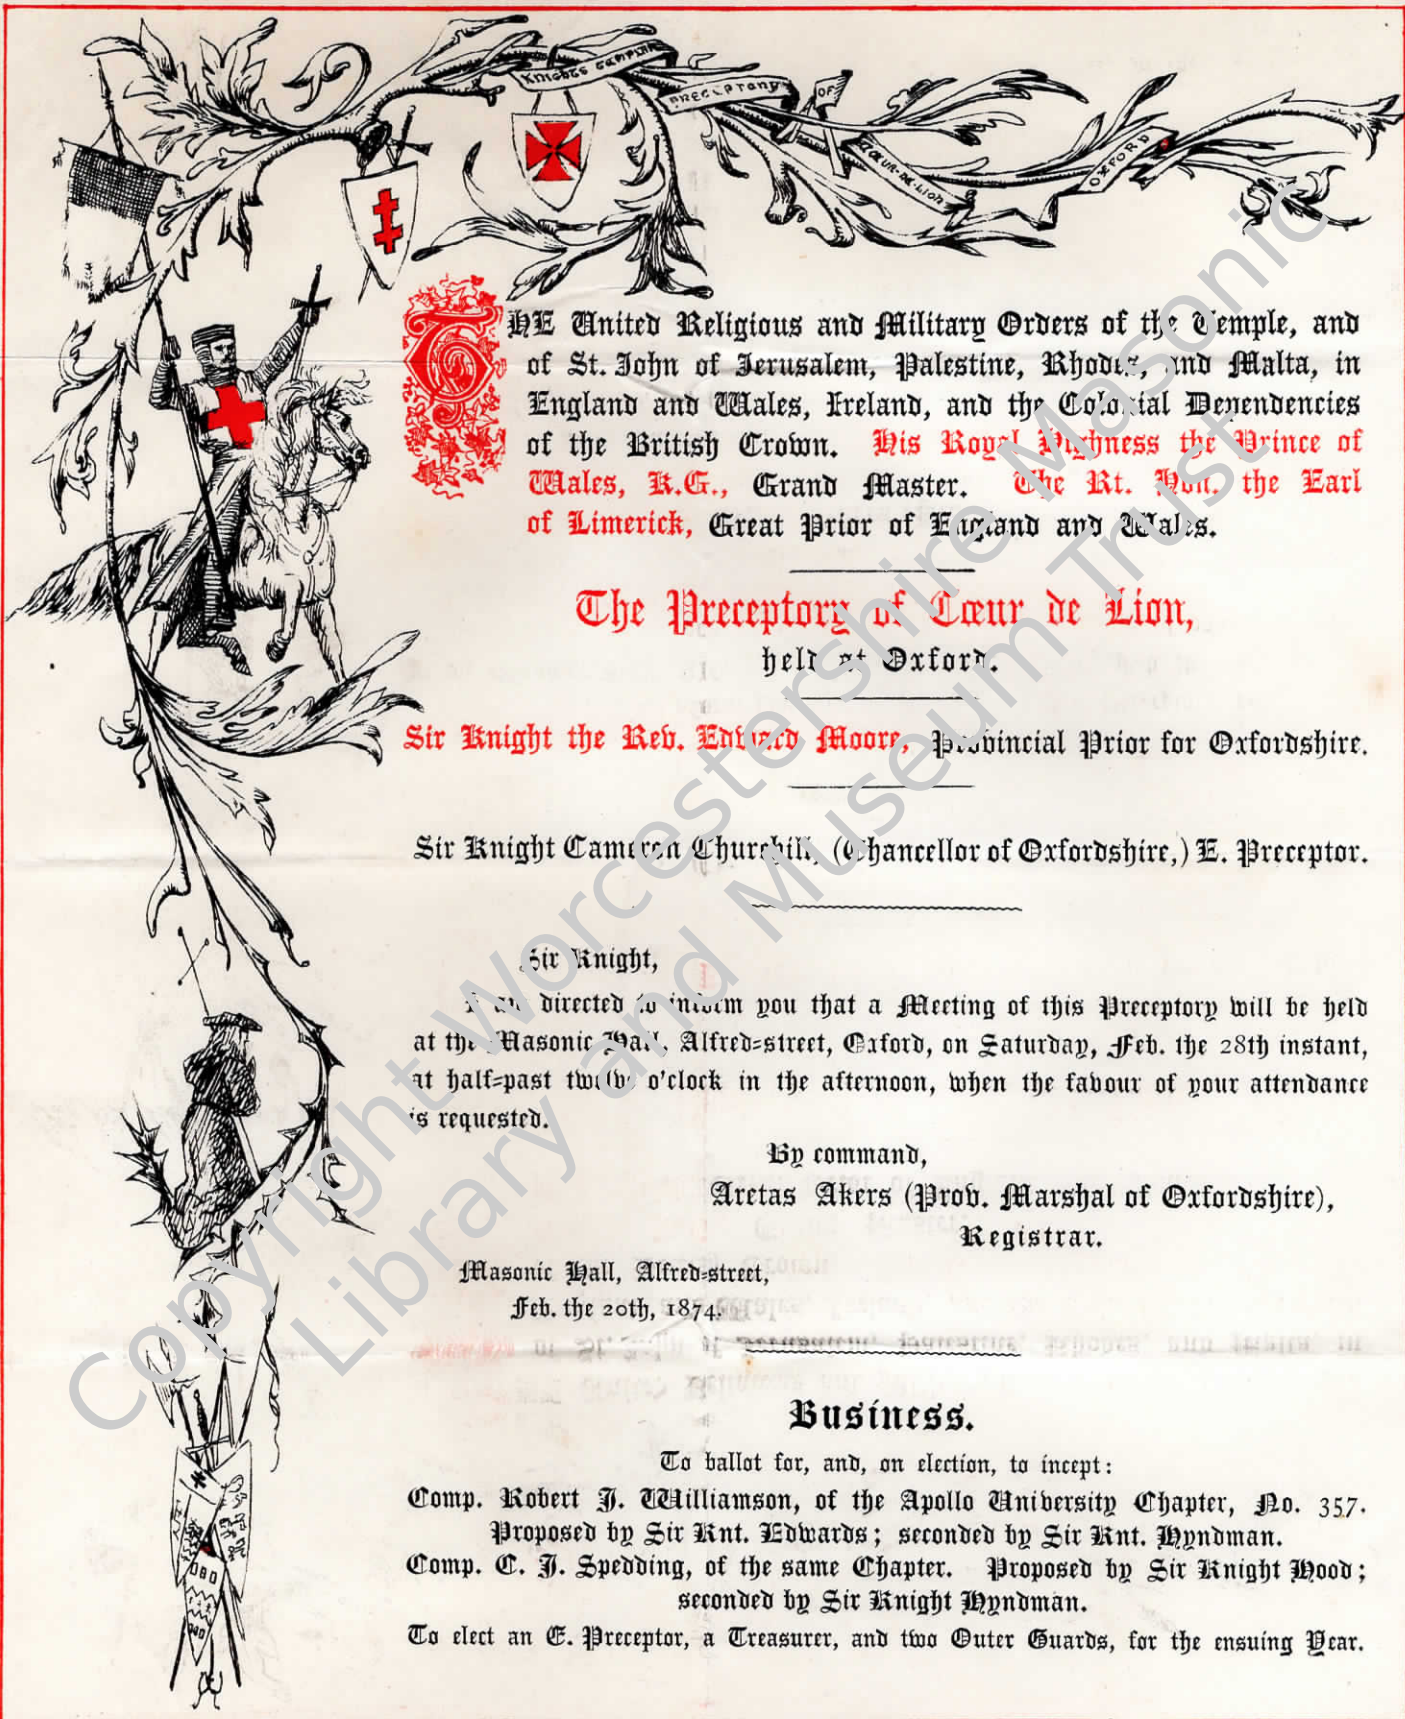 KNIGHTS TEMPLAR
PRECEPTORY
OF
CŒUR-DE-LION
OXFORD
THE United Religious and Military Orders of the Temple, and
of St. John of Jerusalem, Palestine, Rhodes, and Malta, in
England and Wales, Ireland, and the Colonial Dependencies
of the British Crown. His Royal Highness the Prince of
Wales, K.G., Grand Master. The Rt. Hon. the Earl
of Limerick, Great Prior of England and Wales.
The Preceptory of Cœur de Lion,
held at Oxford.
Sir Knight the Rev. Edward Moore, Provincial Prior for Oxfordshire.
Sir Knight Cameron Churchill, (Chancellor of Oxfordshire,) E. Preceptor.
Sir Knight,
I am directed to inform you that a Meeting of this Preceptory will be held
at the Masonic Hall, Alfred-street, Oxford, on Saturday, Feb. the 28th instant,
at half-past twelve o'clock in the afternoon, when the favour of your attendance
is requested.
By command,
Aretas Akers (Prov. Marshal of Oxfordshire),
Registrar.
Masonic Hall, Alfred-street,
Feb. the 20th, 1874.
Business.
To ballot for, and, on election, to incept:
Comp. Robert J. Williamson, of the Apollo University Chapter, No. 357.
Proposed by Sir Knt. Edwards; seconded by Sir Knt. Hyndman.
Comp. C. J. Spedding, of the same Chapter. Proposed by Sir Knight Hood;
seconded by Sir Knight Hyndman.
To elect an E. Preceptor, a Treasurer, and two Outer Guards, for the ensuing Year.
Copyright Worcestershire Masonic
Library and Museum Trust